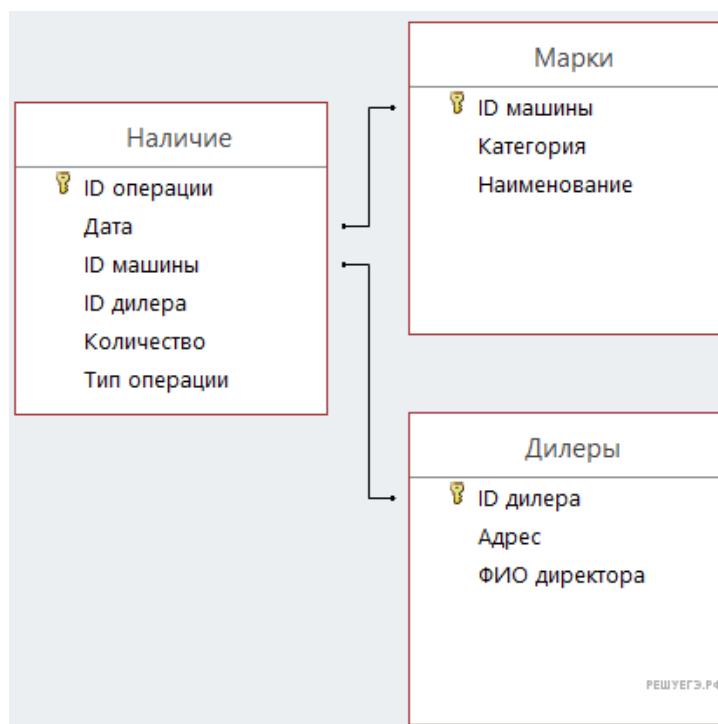 Наличие
ID операции
Дата
ID машины
ID дилера
Количество
Тип операции
Марки
ID машины
Категория
Наименование
Дилеры
ID дилера
Адрес
ФИО директора
РЕШУЕГЭ.РФ